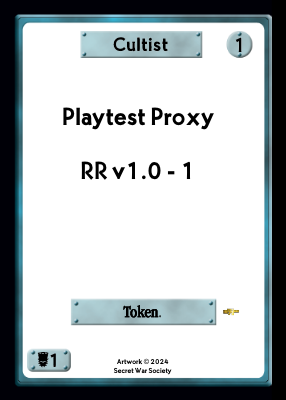 Cultist
1
Playtest Proxy
RR v1.0 - 1
Token.
1
Artwork © 2024
Secret War Society